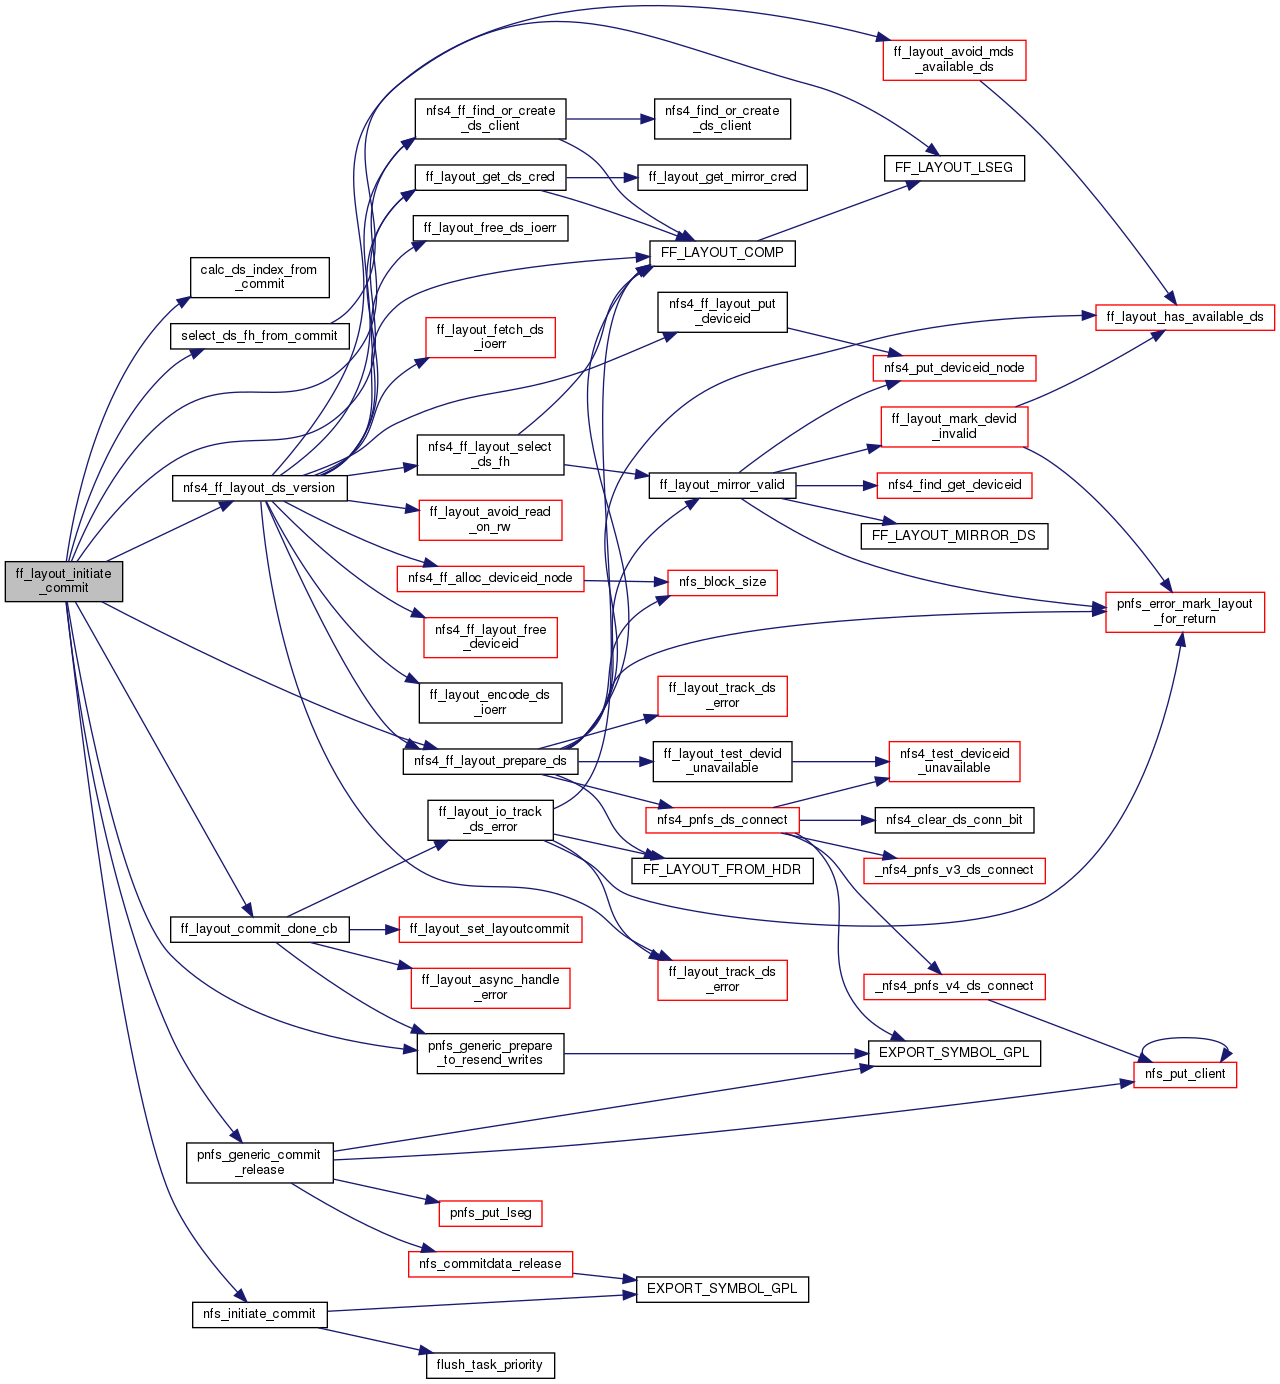 ff_layout_avoid_mds
_available_ds
nfs4_ff_find_or_create
_ds_client
nfs4_find_or_create
_ds_client
FF_LAYOUT_LSEG
ff_layout_get_ds_cred
ff_layout_get_mirror_cred
ff_layout_free_ds_ioerr
FF_LAYOUT_COMP
calc_ds_index_from
_commit
nfs4_ff_layout_put
_deviceid
ff_layout_has_available_ds
select_ds_fh_from_commit
ff_layout_fetch_ds
_ioerr
nfs4_put_deviceid_node
ff_layout_mark_devid
_invalid
nfs4_ff_layout_select
_ds_fh
nfs4_ff_layout_ds_version
ff_layout_mirror_valid
nfs4_find_get_deviceid
ff_layout_avoid_read
_on_rw
FF_LAYOUT_MIRROR_DS
ff_layout_initiate
_commit
nfs4_ff_alloc_deviceid_node
nfs_block_size
pnfs_error_mark_layout
_for_return
nfs4_ff_layout_free
_deviceid
ff_layout_encode_ds
_ioerr
ff_layout_track_ds
_error
nfs4_ff_layout_prepare_ds
ff_layout_test_devid
_unavailable
nfs4_test_deviceid
_unavailable
ff_layout_io_track
_ds_error
nfs4_pnfs_ds_connect
nfs4_clear_ds_conn_bit
FF_LAYOUT_FROM_HDR
_nfs4_pnfs_v3_ds_connect
ff_layout_commit_done_cb
ff_layout_set_layoutcommit
ff_layout_async_handle
_error
ff_layout_track_ds
_error
_nfs4_pnfs_v4_ds_connect
pnfs_generic_prepare
_to_resend_writes
EXPORT_SYMBOL_GPL
nfs_put_client
pnfs_generic_commit
_release
pnfs_put_lseg
nfs_commitdata_release
EXPORT_SYMBOL_GPL
nfs_initiate_commit
flush_task_priority